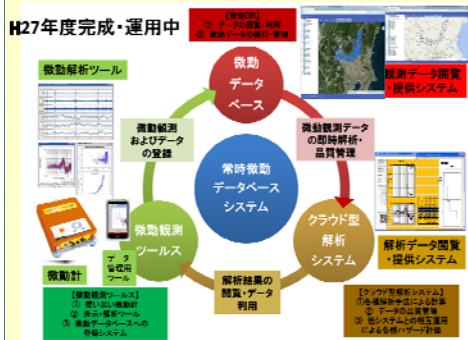 H27年度完成・運用中
【微動DB】
① データの閲覧・利用
② 微動データの維持・管理
微動解析ツール
微動
データ
ベース
観測データ閲覧
・提供システム
微動観測
およびデータ
の登録
微動観測データ
の即時解析・
品質管理
常時微動
データベース
システム
微動観測
ツールス
クラウド型
解析
システム
解析データ閲覧
・提供システム
微動計
データ
管理用
ツール
解析結果の
閲覧・データ
利用
【微動観測ツールス】
① 使い易い微動計
② 表示・解析ツール
③ 微動データベースへの
登録システム
【クラウド型解析システム】
①各種解析手法による計算
② データの品質管理
③ 他システムとの相互運用
による各種ハザード評価